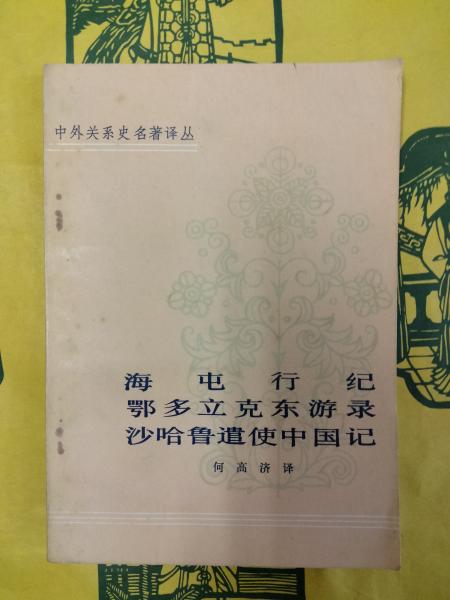 中外关系史名著译丛
海屯行纪
鄂多立克东游录
沙哈鲁遣使中国记
何高济译